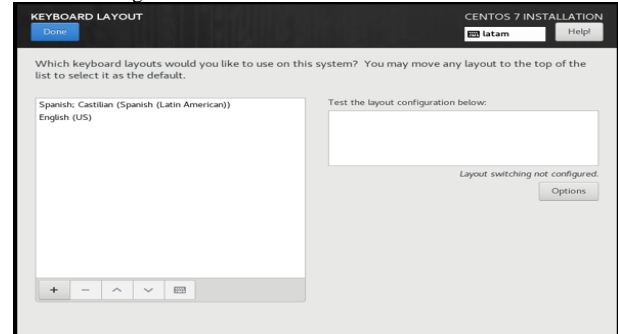 KEYBOARD LAYOUT
CENTOS 7 INSTALLATION
Done
latam
Help!
Which keyboard layouts would you like to use on this system? You may move any layout to the top of the
list to select it as the default.
Spanish; Castilian (Spanish (Latin American))
English (US)
Test the layout configuration below:
Layout switching not configured.
Options